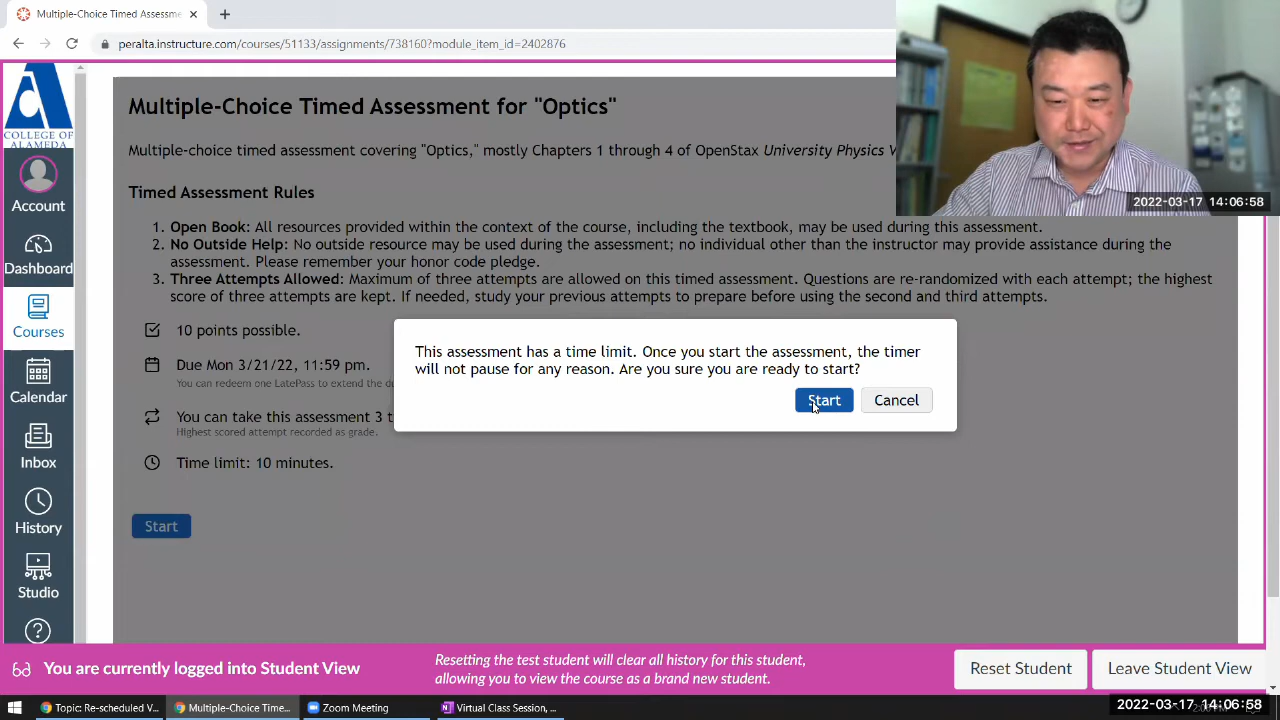 Multiple-Choice Timed Assessme
peralta.instructure.com/courses/51133/assignments/738160?module_item_id=2402876
2022-03-17 14:06:58
COLLEGE OF
ALAMEDA
Account
Dashboard
Courses
Calendar
Inbox
History
Studio
Multiple-Choice Timed Assessment for "Optics"
Multiple-choice timed assessment covering "Optics," mostly Chapters 1 through 4 of OpenStax University Physics V
Timed Assessment Rules
1. Open Book: All resources provided within the context of the course, including the textbook, may be used during this assessment.
2. No Outside Help: No outside resource may be used during the assessment; no individual other than the instructor may provide assistance during the
assessment. Please remember your honor code pledge.
3. Three Attempts Allowed: Maximum of three attempts are allowed on this timed assessment. Questions are re-randomized with each attempt; the highest
score of three attempts are kept. If needed, study your previous attempts to prepare before using the second and third attempts.
10 points possible.
Due Mon 3/21/22, 11:59 pm.
You can redeem one LatePass to extend the du
You can take this assessment 3 t
Highest scored attempt recorded as grade.
Time limit: 10 minutes.
Start
This assessment has a time limit. Once you start the assessment, the timer
will not pause for any reason. Are you sure you are ready to start?
Start
Cancel
You are currently logged into Student View
Resetting the test student will clear all history for this student,
allowing you to view the course as a brand new student.
Reset Student
Leave Student View
Topic: Re-scheduled V...
Multiple-Choice Time...
Zoom Meeting
Virtual Class Session, ...
2022-03-17 14:06:58